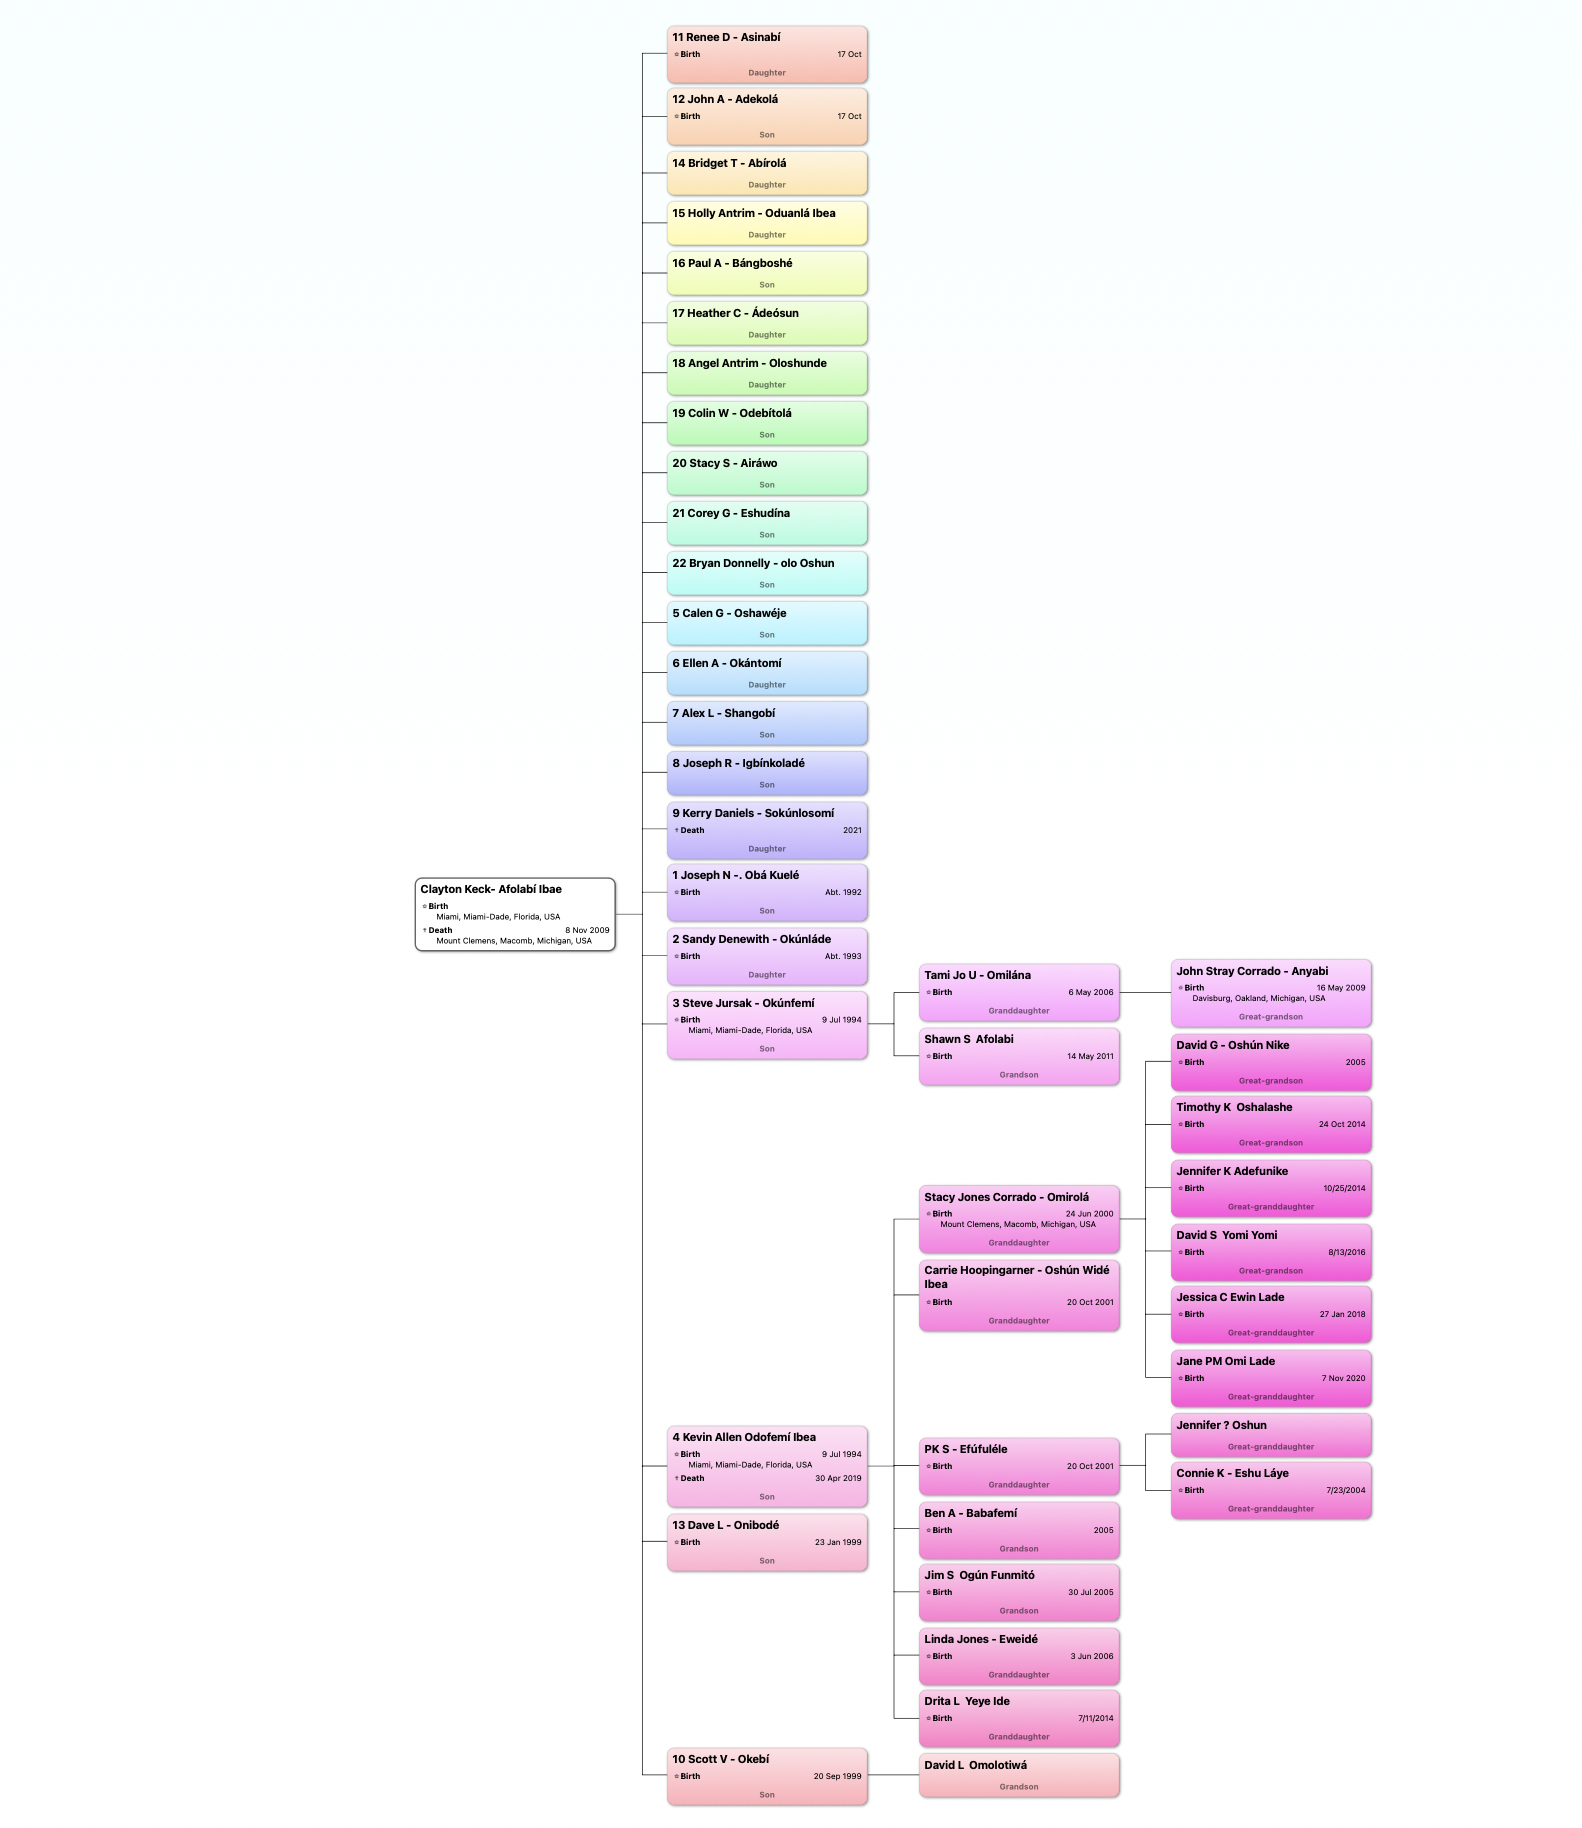 11 Renee D - Asinabí
Birth 17 Oct
Daughter
12 John A - Adekolá
Birth 17 Oct
Son
14 Bridget T - Abírolá
Daughter
15 Holly Antrim - Oduanlá Ibea
Daughter
16 Paul A - Bángboshé
Son
17 Heather C - Ádeósun
Daughter
18 Angel Antrim - Oloshunde
Daughter
19 Colin W - Odebítolá
Son
20 Stacy S - Airáwo
Son
21 Corey G - Eshudína
Son
22 Bryan Donnelly - olo Oshun
Son
5 Calen G - Oshawéje
Son
6 Ellen A - Okántomí
Daughter
7 Alex L - Shangobí
Son
8 Joseph R - Igbínkoladé
Son
9 Kerry Daniels - Sokúnlosomí
Death 2021
Daughter
Clayton Keck- Afolabí Ibae
Birth
Miami, Miami-Dade, Florida, USA
Death 8 Nov 2009
Mount Clemens, Macomb, Michigan, USA
1 Joseph N -. Obá Kuelé
Birth Abt. 1992
Son
2 Sandy Denewith - Okúnláde
Birth Abt. 1993
Daughter
3 Steve Jursak - Okúnfemí
Birth 9 Jul 1994
Miami, Miami-Dade, Florida, USA
Son
Tami Jo U - Omilána
Birth 6 May 2006
Granddaughter
John Stray Corrado - Anyabi
Birth 16 May 2009
Davisburg, Oakland, Michigan, USA
Great-grandson
Shawn S  Afolabi
Birth 14 May 2011
Grandson
4 Kevin Allen Odofemí Ibea
Birth 9 Jul 1994
Miami, Miami-Dade, Florida, USA
Death 30 Apr 2019
Son
Stacy Jones Corrado - Omirolá
Birth 24 Jun 2000
Mount Clemens, Macomb, Michigan, USA
Granddaughter
David G - Oshún Nike
Birth 2005
Great-grandson
Timothy K  Oshalashe
Birth 24 Oct 2014
Great-grandson
Jennifer K Adefunike
Birth 10/25/2014
Great-granddaughter
David S  Yomi Yomi
Birth 8/13/2016
Great-grandson
Jessica C Ewin Lade
Birth 27 Jan 2018
Great-granddaughter
Jane PM Omi Lade
Birth 7 Nov 2020
Great-granddaughter
Carrie Hoopingarner - Oshún Widé
Ibea
Birth 20 Oct 2001
Granddaughter
PK S - Efúfuléle
Birth 20 Oct 2001
Granddaughter
Jennifer ? Oshun
Great-granddaughter
Connie K - Eshu Láye
Birth 7/23/2004
Great-granddaughter
Ben A - Babafemí
Birth 2005
Grandson
Jim S  Ogún Funmitó
Birth 30 Jul 2005
Grandson
Linda Jones - Eweidé
Birth 3 Jun 2006
Granddaughter
Drita L  Yeye Ide
Birth 7/11/2014
Granddaughter
13 Dave L - Onibodé
Birth 23 Jan 1999
Son
10 Scott V - Okebí
Birth 20 Sep 1999
Son
David L  Omolotiwá
Grandson